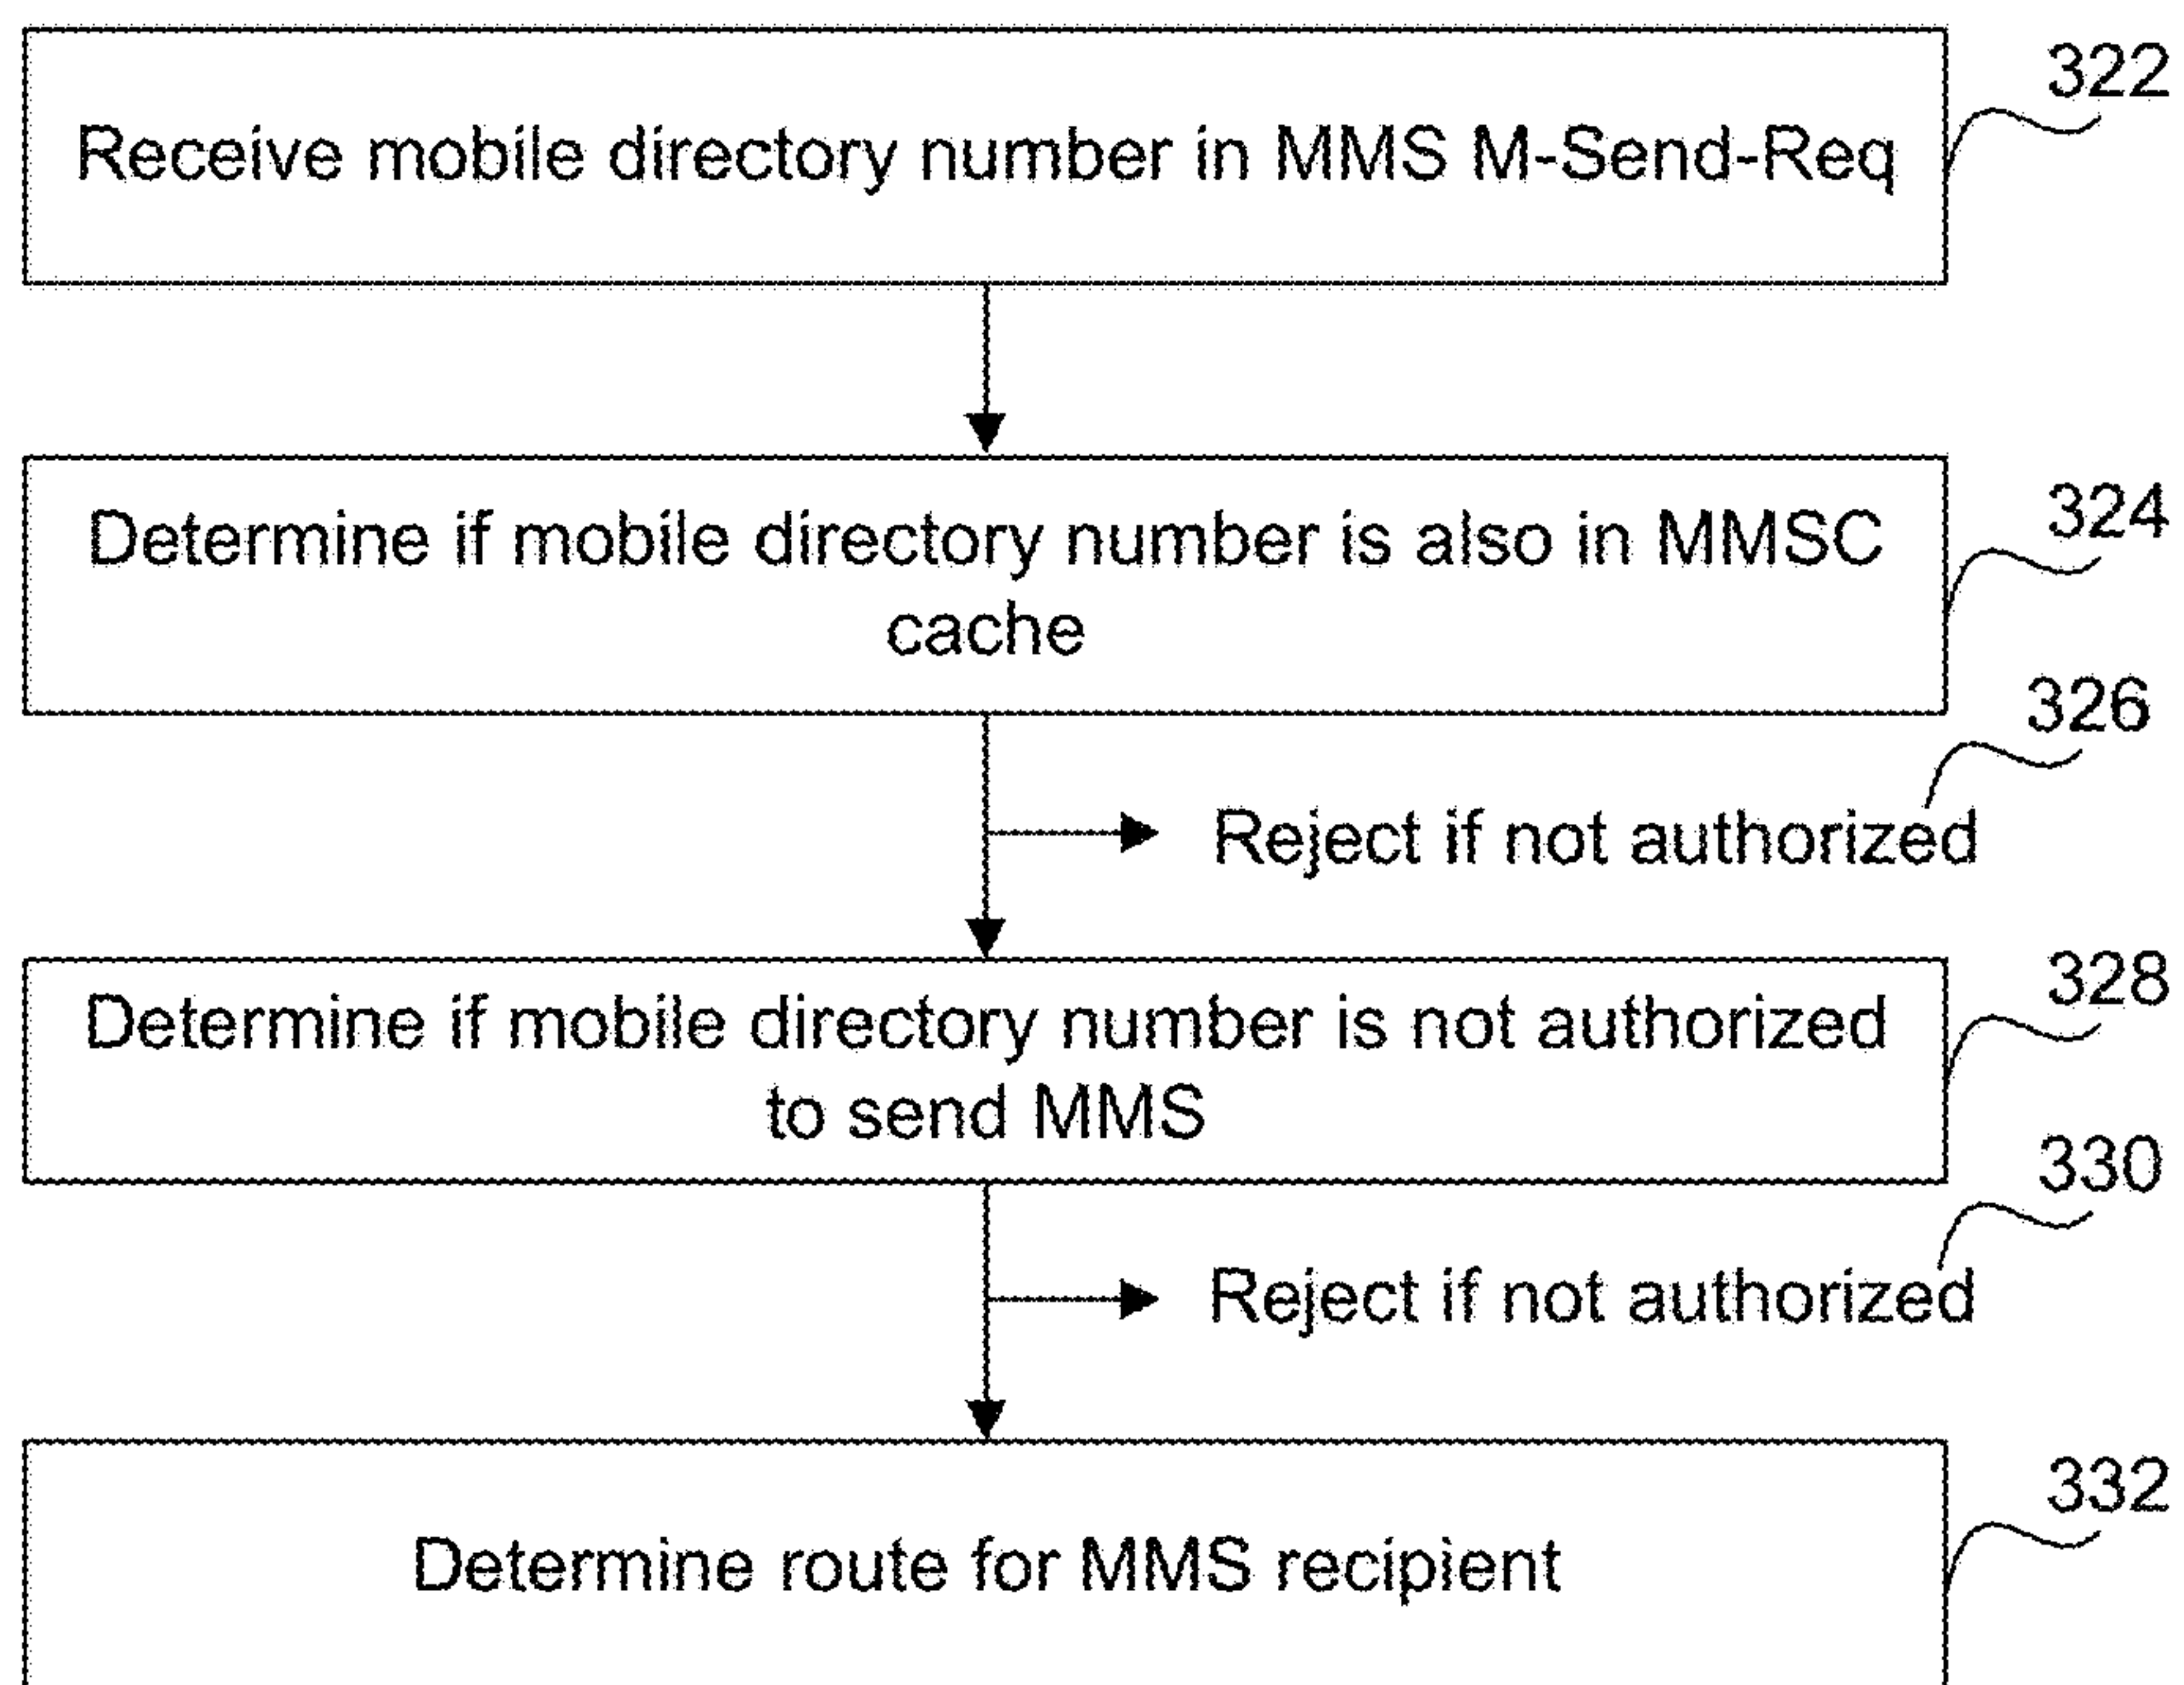 322
Receive mobile directory number in MMS M-Send-Req
324
Determine if mobile directory number is also in MMSC
cache
326
Reject if not authorized
328
Determine if mobile directory number is not authorized
to send MMS
330
Reject if not authorized
332
Determine route for MMS recipient